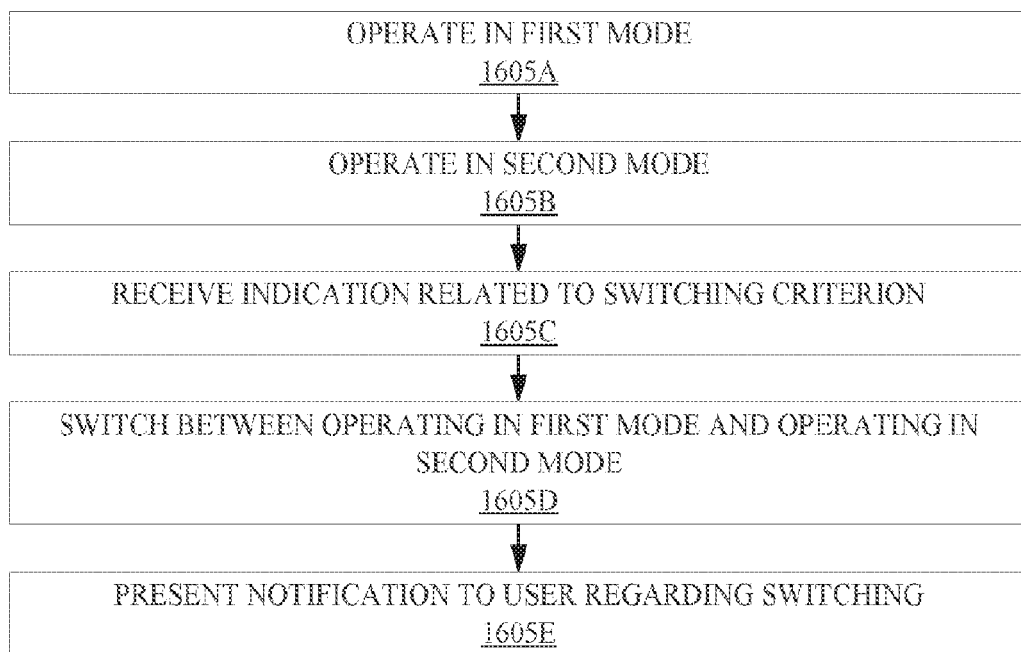 OPERATE IN FIRST MODE
1605A
OPERATE IN SECOND MODE
1605B
RECEIVE INDICATION RELATED TO SWITCHING CRITERION
1605C
SWITCH BETWEEN OPERATING IN FIRST MODE AND OPERATING IN
SECOND MODE
1605D
PRESENT NOTIFICATION TO USER REGARDING SWITCHING
1605E